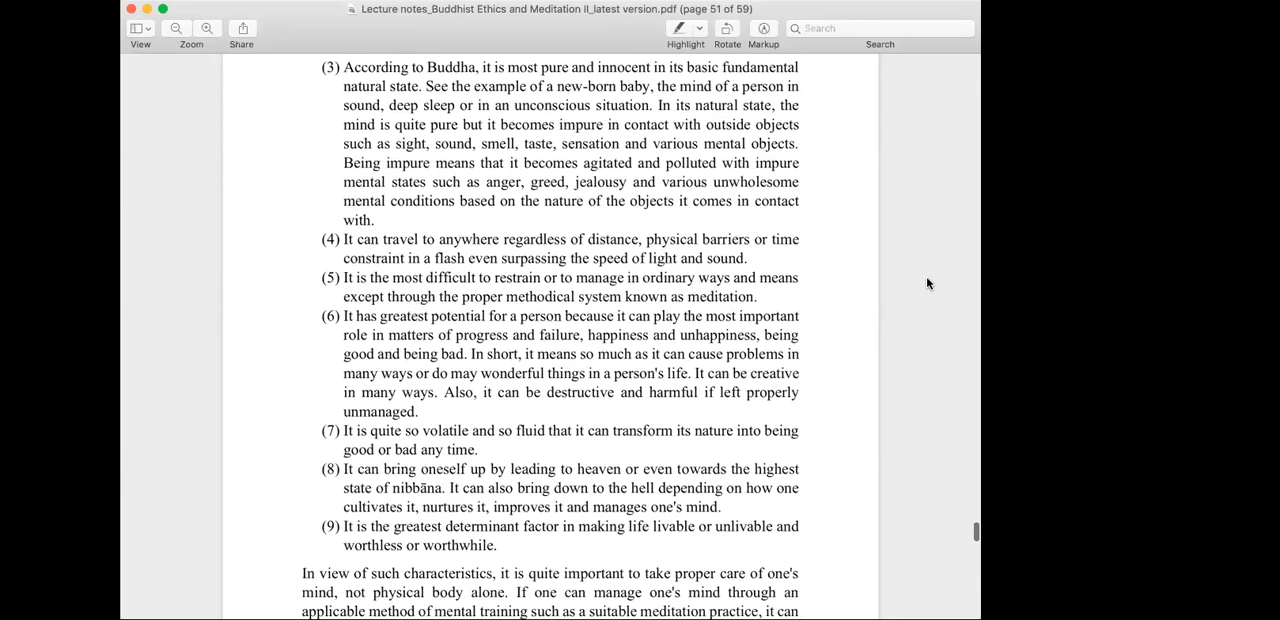 Lecture notes_Buddhist Ethics and Meditation II_latest version.pdf (page 51 of 59)
Search
View Zoom Share Highlight Rotate Markup Search
(3) According to Buddha, it is most pure and innocent in its basic fundamental
natural state. See the example of a new-born baby, the mind of a person in
sound, deep sleep or in an unconscious situation. In its natural state, the
mind is quite pure but it becomes impure in contact with outside objects
such as sight, sound, smell, taste, sensation and various mental objects.
Being impure means that it becomes agitated and polluted with impure
mental states such as anger, greed, jealousy and various unwholesome
mental conditions based on the nature of the objects it comes in contact
with.
(4) It can travel to anywhere regardless of distance, physical barriers or time
constraint in a flash even surpassing the speed of light and sound.
(5) It is the most difficult to restrain or to manage in ordinary ways and means
except through the proper methodical system known as meditation.
(6) It has greatest potential for a person because it can play the most important
role in matters of progress and failure, happiness and unhappiness, being
good and being bad. In short, it means so much as it can cause problems in
many ways or do may wonderful things in a person's life. It can be creative
in many ways. Also, it can be destructive and harmful if left properly
unmanaged.
(7) It is quite so volatile and so fluid that it can transform its nature into being
good or bad any time.
(8) It can bring oneself up by leading to heaven or even towards the highest
state of nibbāna. It can also bring down to the hell depending on how one
cultivates it, nurtures it, improves it and manages one's mind.
(9) It is the greatest determinant factor in making life livable or unlivable and
worthless or worthwhile.
In view of such characteristics, it is quite important to take proper care of one's
mind, not physical body alone. If one can manage one's mind through an
applicable method of mental training such as a suitable meditation practice, it can